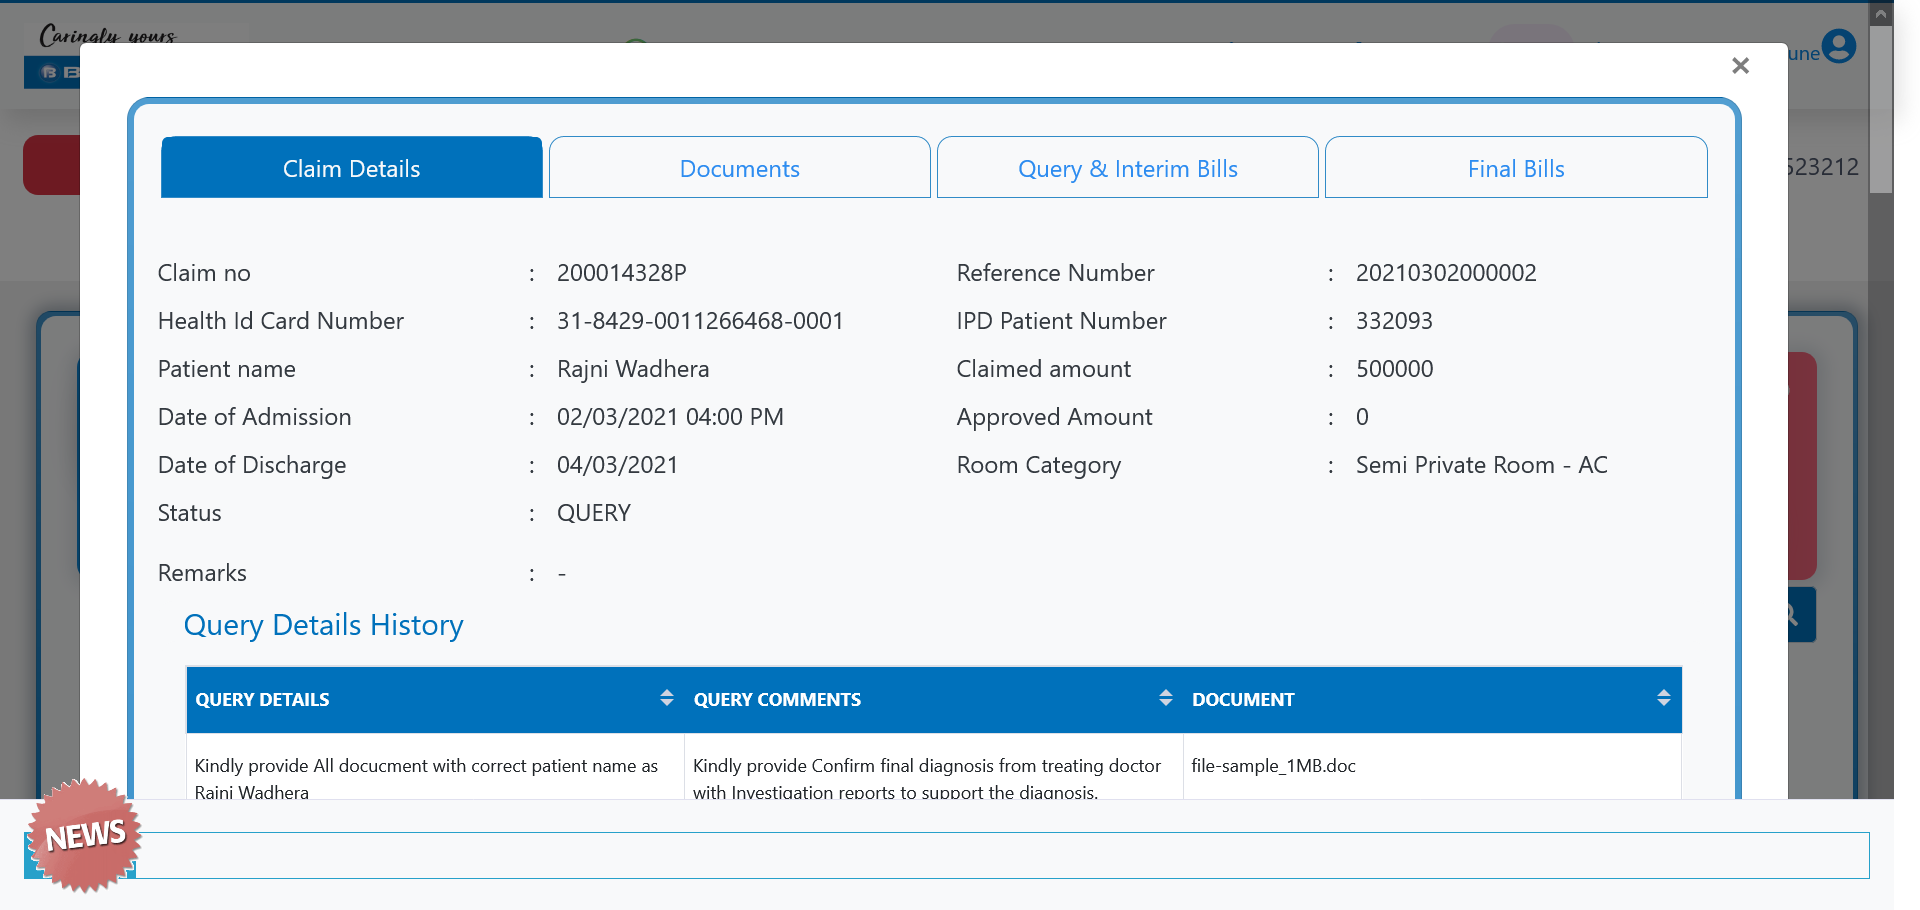 Caringly yours
B
une
×
Claim Details Documents Query & Interim Bills Final Bills
523212
Claim no : 200014328P Reference Number : 20210302000002
Health Id Card Number : 31-8429-0011266468-0001 IPD Patient Number : 332093
Patient name : Rajni Wadhera Claimed amount : 500000
Date of Admission : 02/03/2021 04:00 PM Approved Amount : 0
Date of Discharge : 04/03/2021 Room Category : Semi Private Room - AC
Status : QUERY
Remarks : -
Query Details History
QUERY DETAILS QUERY COMMENTS DOCUMENT
Kindly provide All docucment with correct patient name as Kindly provide Confirm final diagnosis from treating doctor file-sample_1MB.doc
Rajni Wadhera with Investigation reports to support the diagnosis.
NEWS